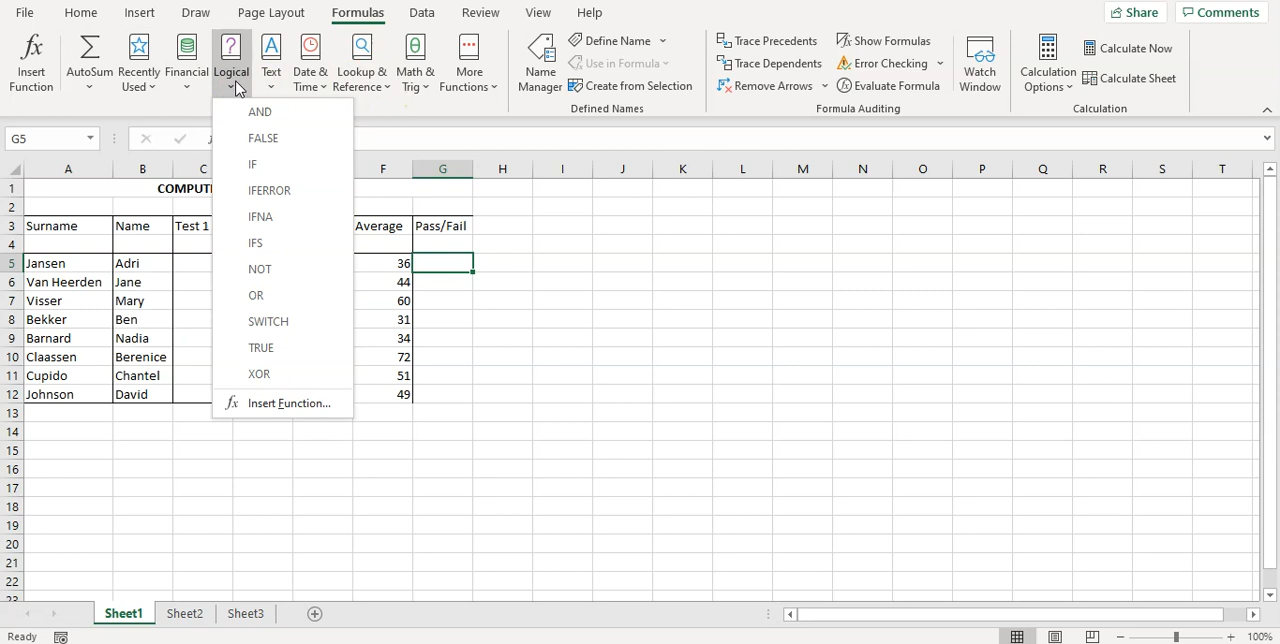 File Home Insert Draw Page Layout Formulas Data Review View Help Share Comments
Insert Function
AutoSum
Recently Used
Financial
Logical
Text
Date & Time
Lookup & Reference
Math & Trig
More Functions
Name Manager
Define Name
Use in Formula
Create from Selection
Defined Names
Trace Precedents
Trace Dependents
Remove Arrows
Show Formulas
Error Checking
Evaluate Formula
Formula Auditing
Watch Window
Calculation Options
Calculate Now
Calculate Sheet
Calculation
AND
FALSE
IF
IFERROR
IFNA
IFS
NOT
OR
SWITCH
TRUE
XOR
fx Insert Function...
G5
A B C F G H I J K L M N O P Q R S T
1
2
3 Surname Name Test 1 Average Pass/Fail
4
5 Jansen Adri 36
6 Van Heerden Jane 44
7 Visser Mary 60
8 Bekker Ben 31
9 Barnard Nadia 34
10 Claassen Berenice 72
11 Cupido Chantel 51
12 Johnson David 49
13
14
15
16
17
18
19
20
21
22
Sheet1 Sheet2 Sheet3
Ready 100%